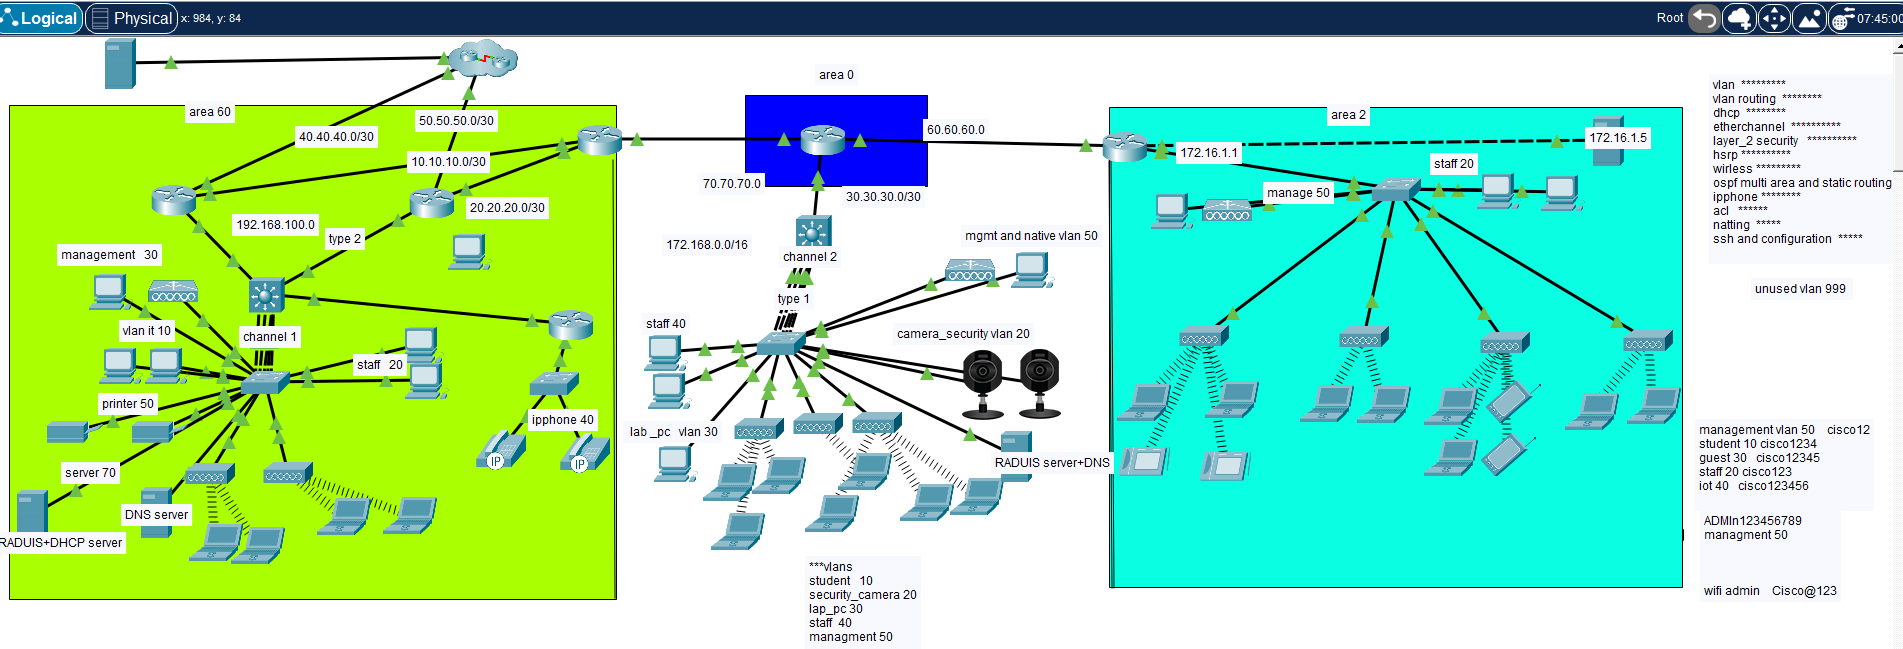 Logical
Physical
x: 984, y: 84
Root
07:45:00
area 60
40.40.40.0/30
50.50.50.0/30
10.10.10.0/30
20.20.20.0/30
192.168.100.0
type 2
management 30
vlan it 10
channel 1
staff 20
printer 50
ipphone 40
IP
IP
server 70
DNS server
RADUIS+DHCP server
area 0
60.60.60.0
70.70.70.0
30.30.30.0/30
172.168.0.0/16
channel 2
type 1
mgmt and native vlan 50
staff 40
camera_security vlan 20
lab _pc vlan 30
RADUIS server+DNS
***vlans
student 10
security_camera 20
lap_pc 30
staff 40
managment 50
area 2
172.16.1.1
172.16.1.5
staff 20
manage 50
vlan *********
vlan routing ********
dhcp ********
etherchannel **********
layer_2 security **********
hsrp **********
wirless *********
ospf multi area and static routing
ipphone ********
acl ******
natting *****
ssh and configuration *****
unused vlan 999
management vlan 50 cisco12
student 10 cisco1234
guest 30 cisco12345
staff 20 cisco123
iot 40 cisco123456
ADMIn123456789
managment 50
wifi admin Cisco@123